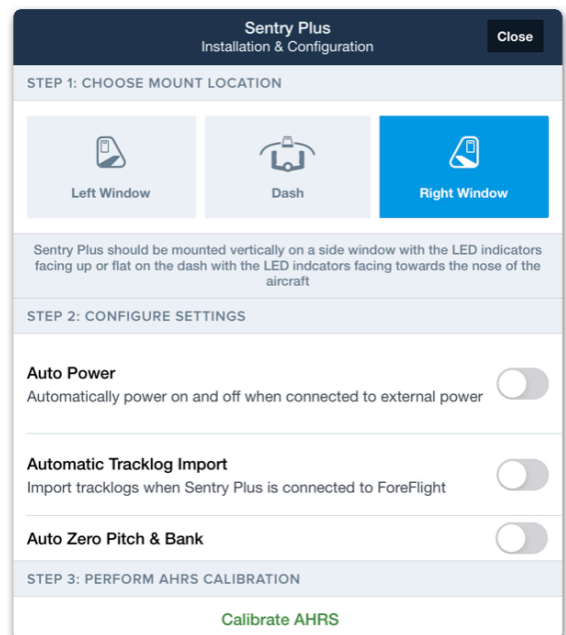 Sentry Plus
Installation & Configuration
Close
STEP 1: CHOOSE MOUNT LOCATION
Left Window
Dash
Right Window
Sentry Plus should be mounted vertically on a side window with the LED indicators
facing up or flat on the dash with the LED indcators facing towards the nose of the
aircraft
STEP 2: CONFIGURE SETTINGS
Auto Power
Automatically power on and off when connected to external power
Automatic Tracklog Import
Import tracklogs when Sentry Plus is connected to ForeFlight
Auto Zero Pitch & Bank
STEP 3: PERFORM AHRS CALIBRATION
Calibrate AHRS